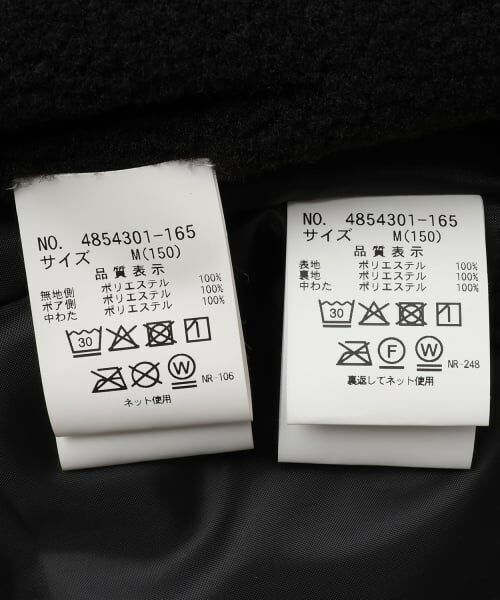 NO. 4854301-165
サイズ M(150)
品質表示
無地側 ポリエステル 100%
ボア側 ポリエステル 100%
中わた ポリエステル 100%
30
NR-106
ネット使用
NO. 4854301-165
サイズ M(150)
品質表示
表地 ポリエステル 100%
裏地 ポリエステル 100%
中わた ポリエステル 100%
30
F W NR-248
裏返してネット使用